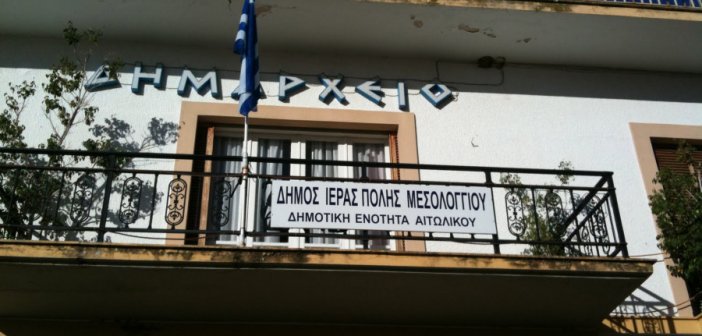 ΔΗΜΑΡΧΕΙΟ
ΔΗΜΟΣ ΙΕΡΑΣ ΠΟΛΗΣ ΜΕΣΟΛΟΓΓΙΟΥ
ΔΗΜΟΤΙΚΗ ΕΝΟΤΗΤΑ ΑΙΤΩΛΙΚΟΥ